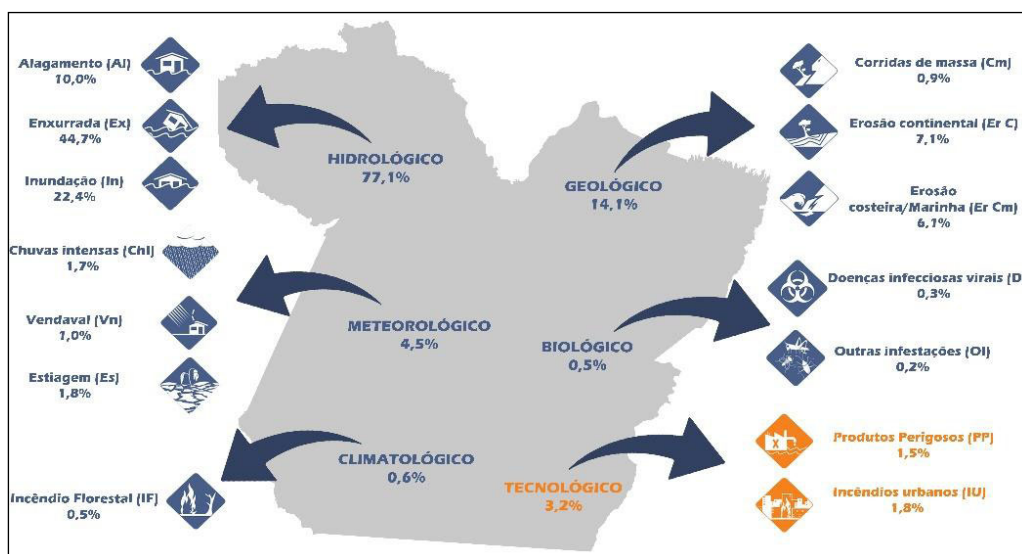 Alagamento (Al)
10,0%
Enxurrada (Ex)
44,7%
Inundação (In)
22,4%
HIDROLÓGICO
77,1%
Corridas de massa (Cm)
0,9%
Erosão continental (Er C)
7,1%
Erosão
costeira/Marinha (Er Cm)
6,1%
GEOLÓGICO
14,1%
Chuvas intensas (ChI)
1,7%
Vendaval (Vn)
1,0%
Estiagem (Es)
1,8%
METEOROLÓGICO
4,5%
Doenças infecciosas virais (D
0,3%
Outras infestações (OI)
0,2%
BIOLÓGICO
0,5%
Incêndio Florestal (IF)
0,5%
CLIMATOLÓGICO
0,6%
Produtos Perigosos (PP)
1,5%
Incêndios urbanos (IU)
1,8%
TECNOLÓGICO
3,2%